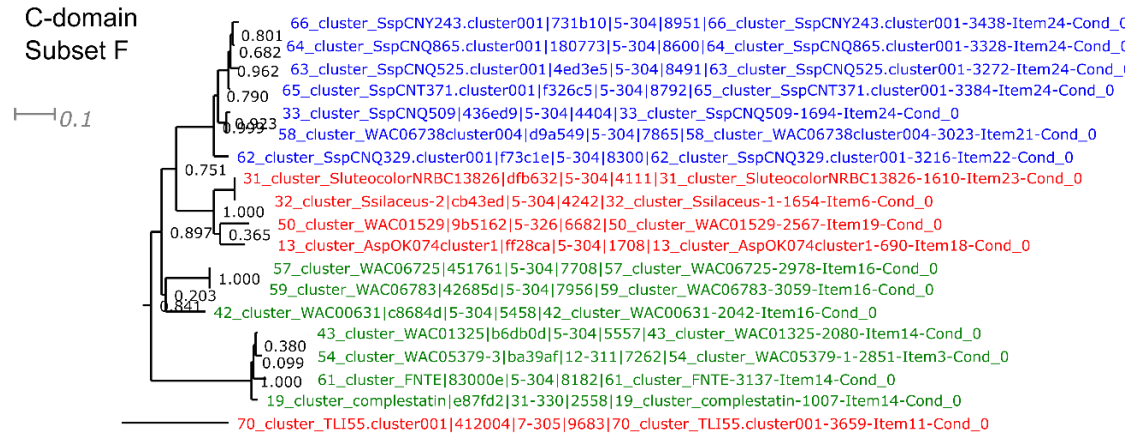 C-domain
Subset F
0.1
66_cluster_SspCNY243.cluster001|731b10|5-304|8951|66_cluster_SspCNY243.cluster001-3438-Item24-Cond_0
0.801
64_cluster_SspCNQ865.cluster001|180773|5-304|8600|64_cluster_SspCNQ865.cluster001-3328-Item24-Cond_0
0.682
63_cluster_SspCNQ525.cluster001|4ed3e5|5-304|8491|63_cluster_SspCNQ525.cluster001-3272-Item24-Cond_0
0.962
65_cluster_SspCNT371.cluster001|f326c5|5-304|8792|65_cluster_SspCNT371.cluster001-3384-Item24-Cond_0
0.790
33_cluster_SspCNQ509|436ed9|5-304|4404|33_cluster_SspCNQ509-1694-Item24-Cond_0
0.923
0.999
58_cluster_WAC06738cluster004|d9a549|5-304|7865|58_cluster_WAC06738cluster004-3023-Item21-Cond_0
62_cluster_SspCNQ329.cluster001|f73c1e|5-304|8300|62_cluster_SspCNQ329.cluster001-3216-Item22-Cond_0
0.751
31_cluster_SluteocolorNRBC13826|dfb632|5-304|4111|31_cluster_SluteocolorNRBC13826-1610-Item23-Cond_0
32_cluster_Ssilaceus-2|cb43ed|5-304|4242|32_cluster_Ssilaceus-1-1654-Item6-Cond_0
1.000
50_cluster_WAC01529|9b5162|5-326|6682|50_cluster_WAC01529-2567-Item19-Cond_0
0.897
0.365
13_cluster_AspOK074cluster1|ff28ca|5-304|1708|13_cluster_AspOK074cluster1-690-Item18-Cond_0
57_cluster_WAC06725|451761|5-304|7708|57_cluster_WAC06725-2978-Item16-Cond_0
1.000
59_cluster_WAC06783|42685d|5-304|7956|59_cluster_WAC06783-3059-Item16-Cond_0
0.203
0.841
42_cluster_WAC00631|c8684d|5-304|5458|42_cluster_WAC00631-2042-Item16-Cond_0
43_cluster_WAC01325|b6db0d|5-304|5557|43_cluster_WAC01325-2080-Item14-Cond_0
0.380
54_cluster_WAC05379-3|ba39af|12-311|7262|54_cluster_WAC05379-1-2851-Item3-Cond_0
0.099
61_cluster_FNTE|83000e|5-304|8182|61_cluster_FNTE-3137-Item14-Cond_0
1.000
19_cluster_complestatin|e87fd2|31-330|2558|19_cluster_complestatin-1007-Item14-Cond_0
70_cluster_TLI55.cluster001|412004|7-305|9683|70_cluster_TLI55.cluster001-3659-Item11-Cond_0